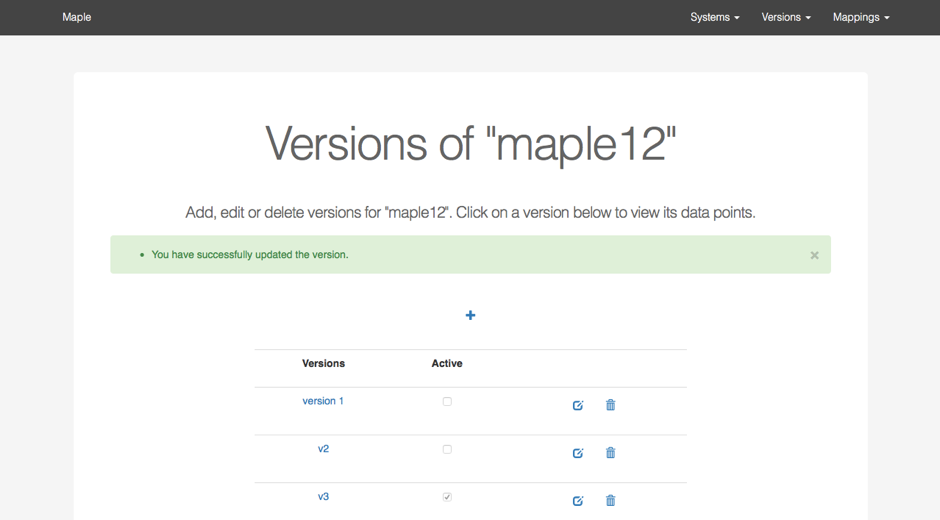 Maple
Systems
Versions
Mappings
Versions of "maple12"
Add, edit or delete versions for "maple12". Click on a version below to view its data points.
You have successfully updated the version.
Versions Active
version 1
v2
v3